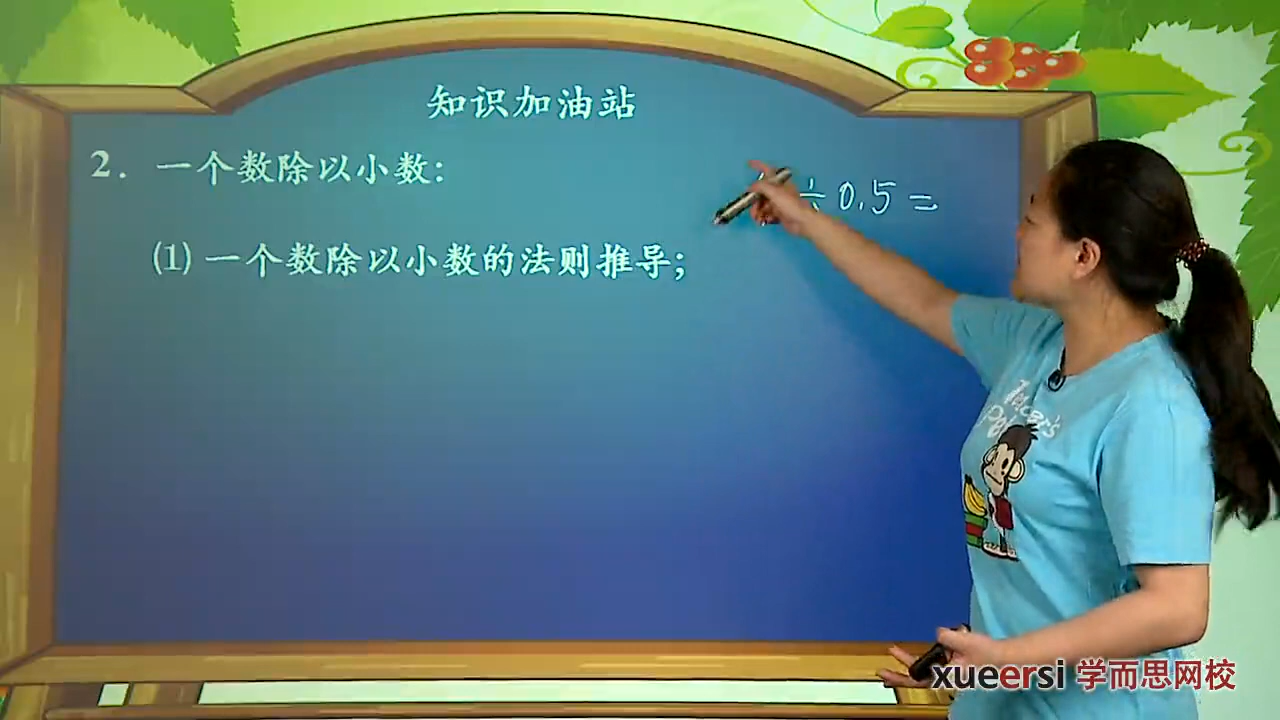 知识加油站
2. 一个数除以小数:
÷0.5=
(1) 一个数除以小数的法则推导;
xueersi 学而思网校